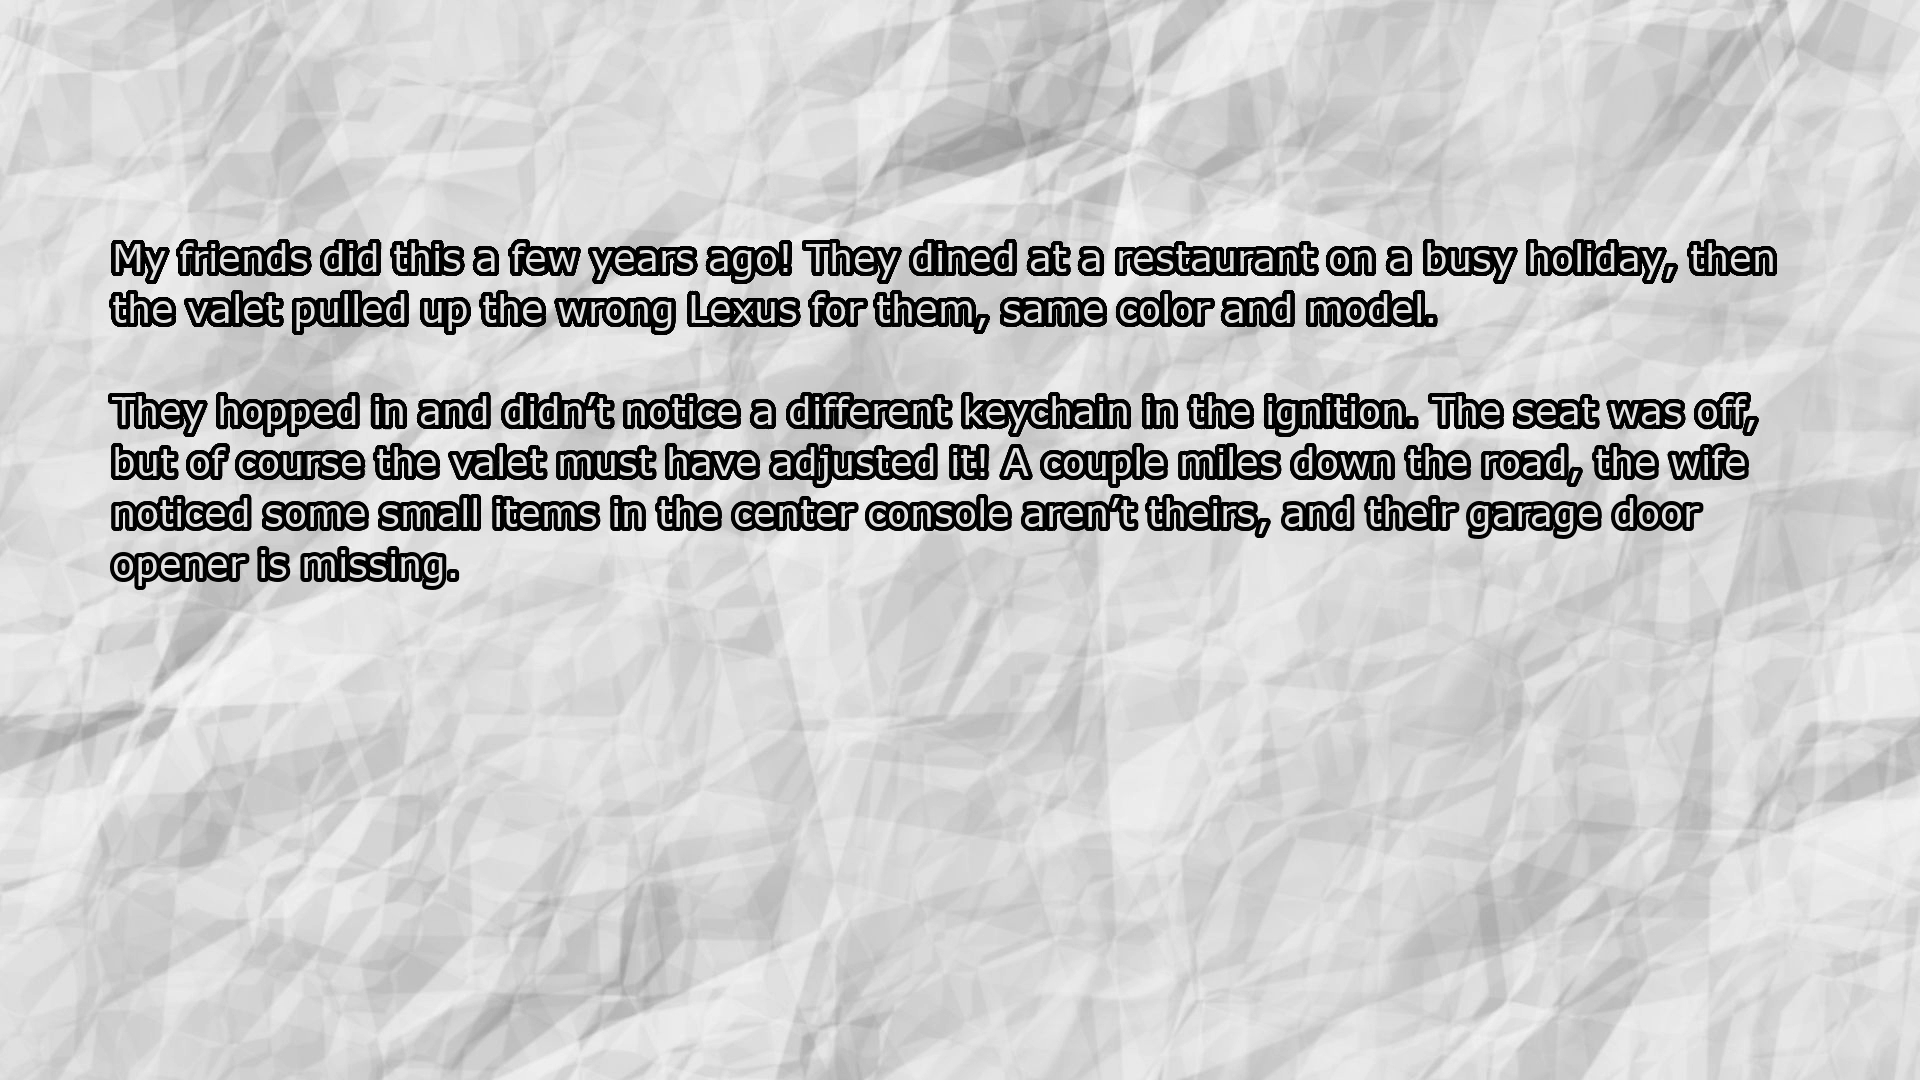 My friends did this a few years ago! They dined at a restaurant on a busy holiday, then
the valet pulled up the wrong Lexus for them, same color and model.
They hopped in and didn’t notice a different keychain in the ignition. The seat was off,
but of course the valet must have adjusted it! A couple miles down the road, the wife
noticed some small items in the center console aren’t theirs, and their garage door
opener is missing.